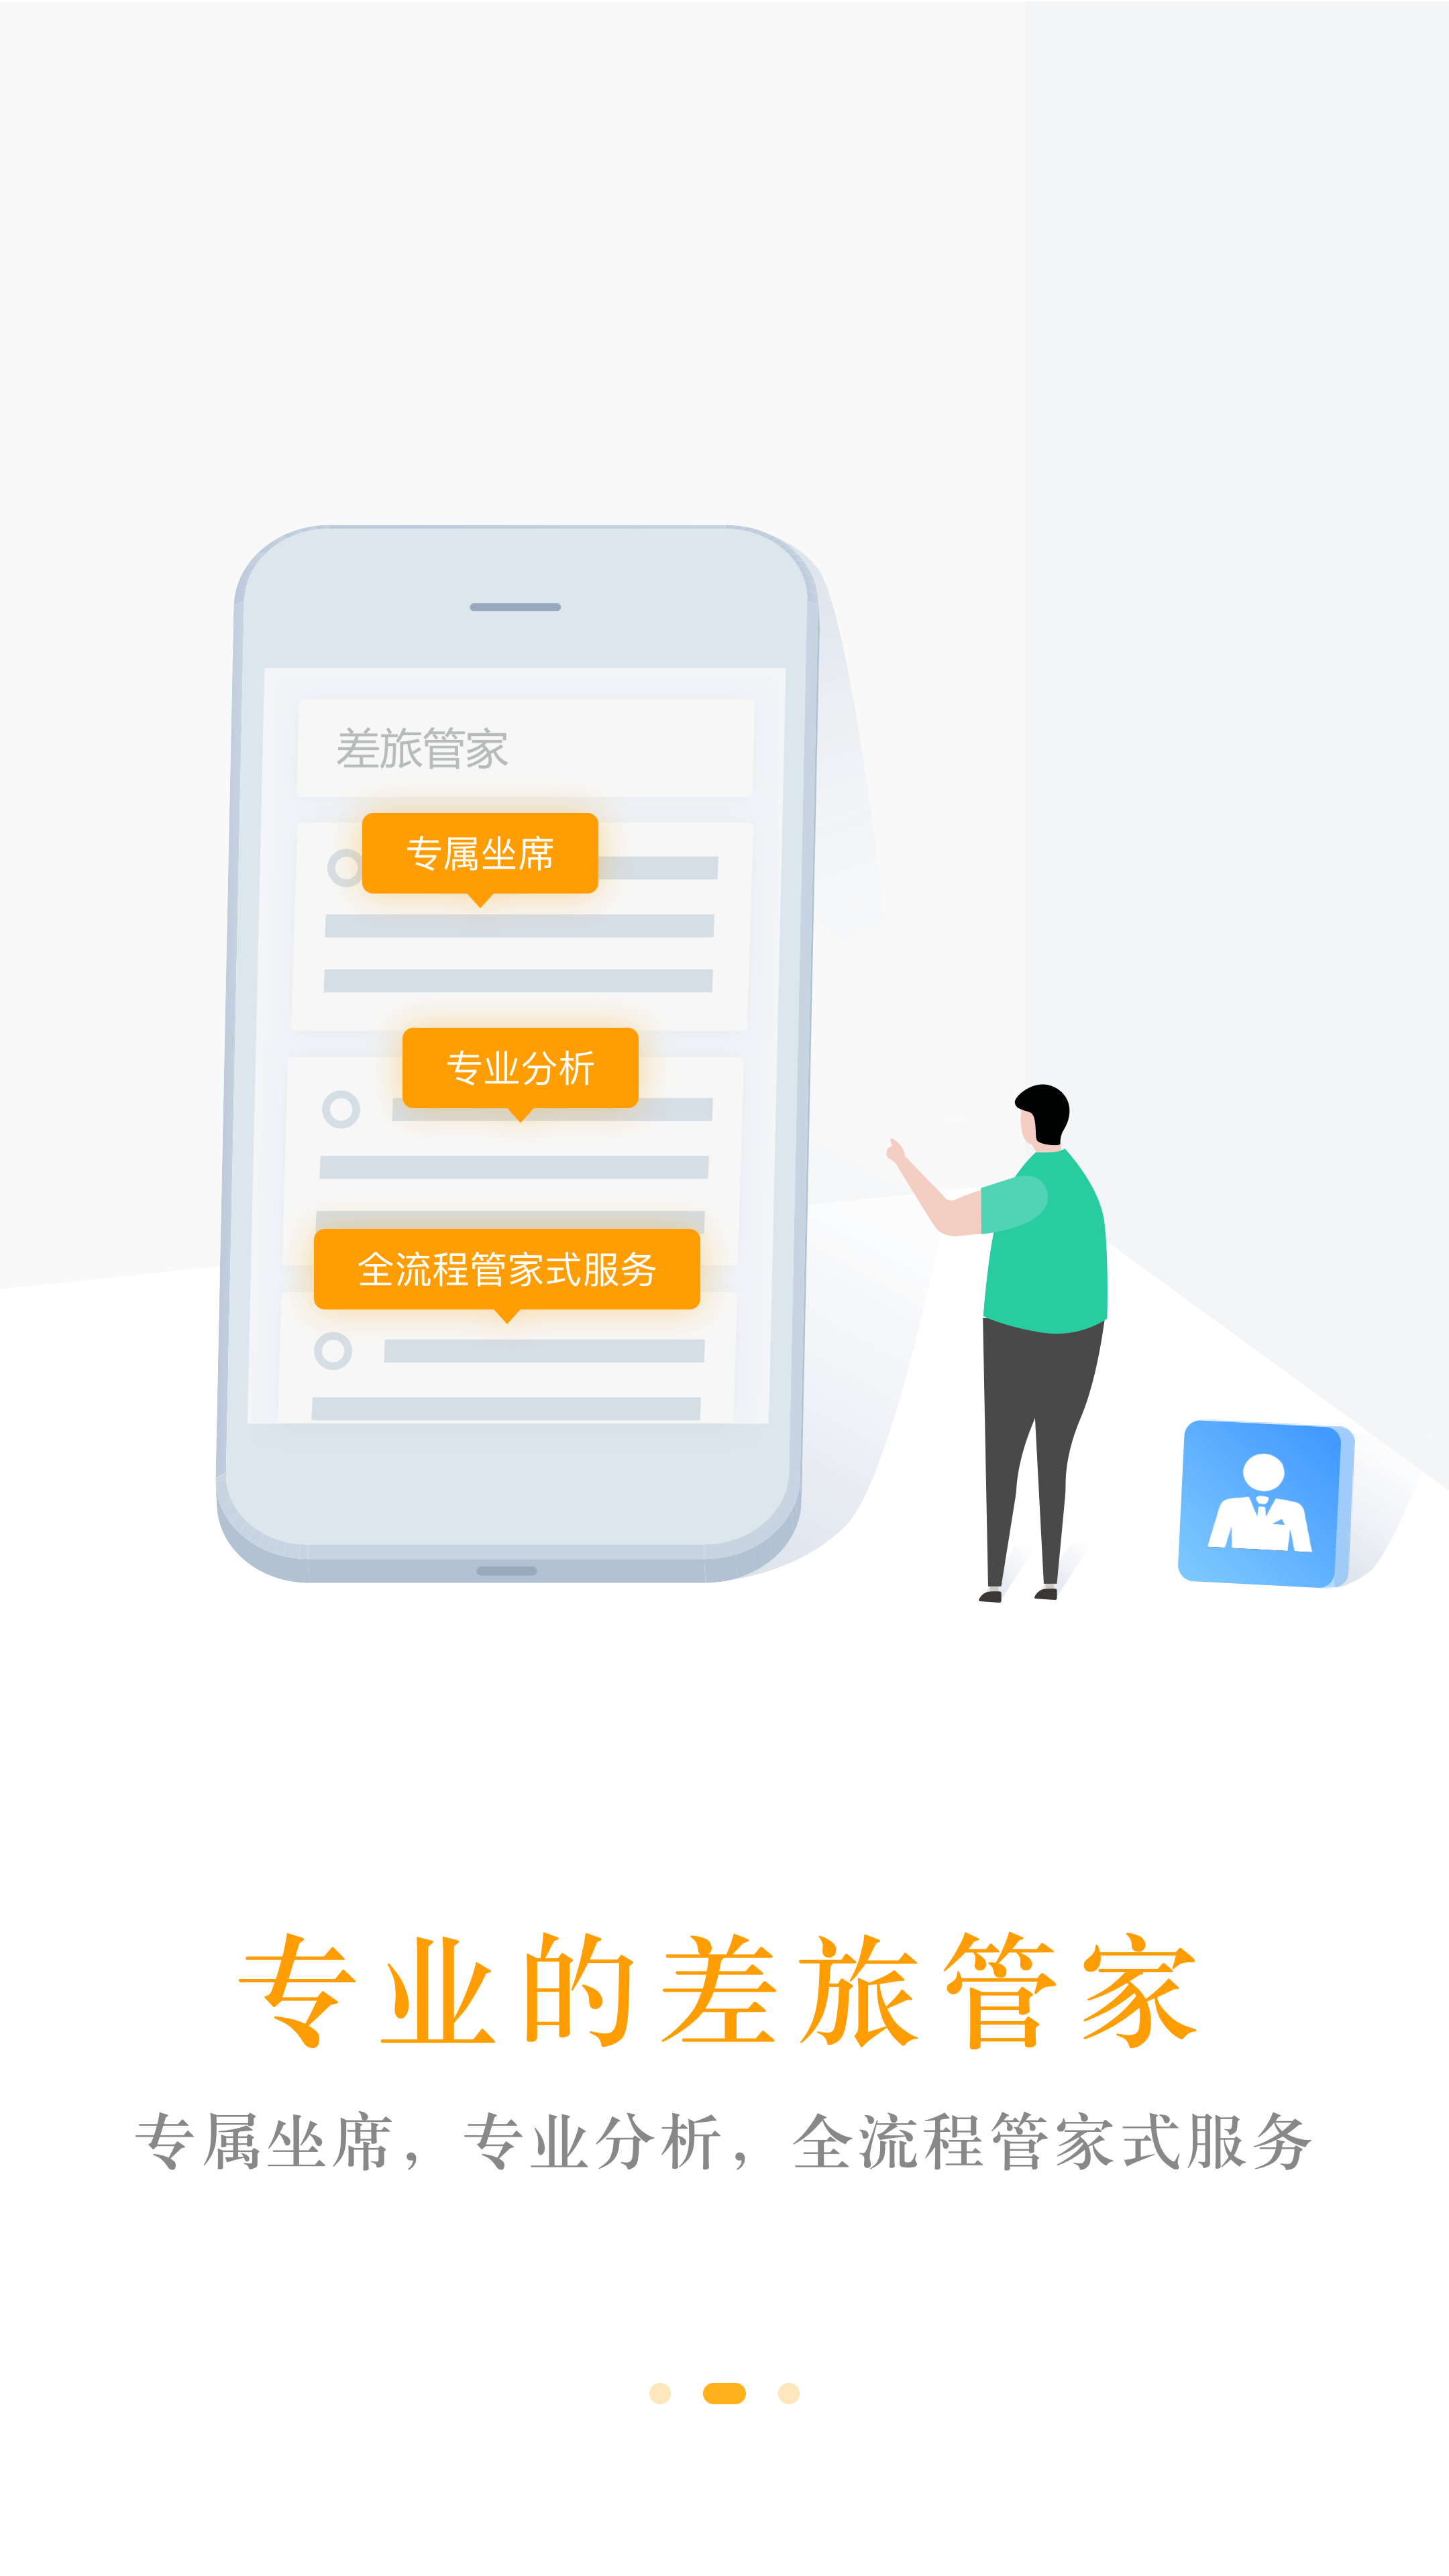 差旅管家
专属坐席
专业分析
全流程管家式服务
专业的差旅管家
专属坐席，专业分析，全流程管家式服务